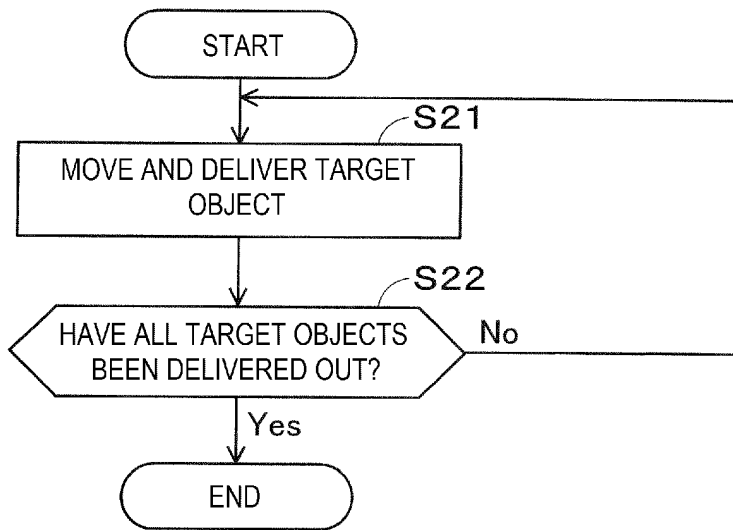 START
S21
MOVE AND DELIVER TARGET
OBJECT
S22
HAVE ALL TARGET OBJECTS
BEEN DELIVERED OUT?
No
Yes
END